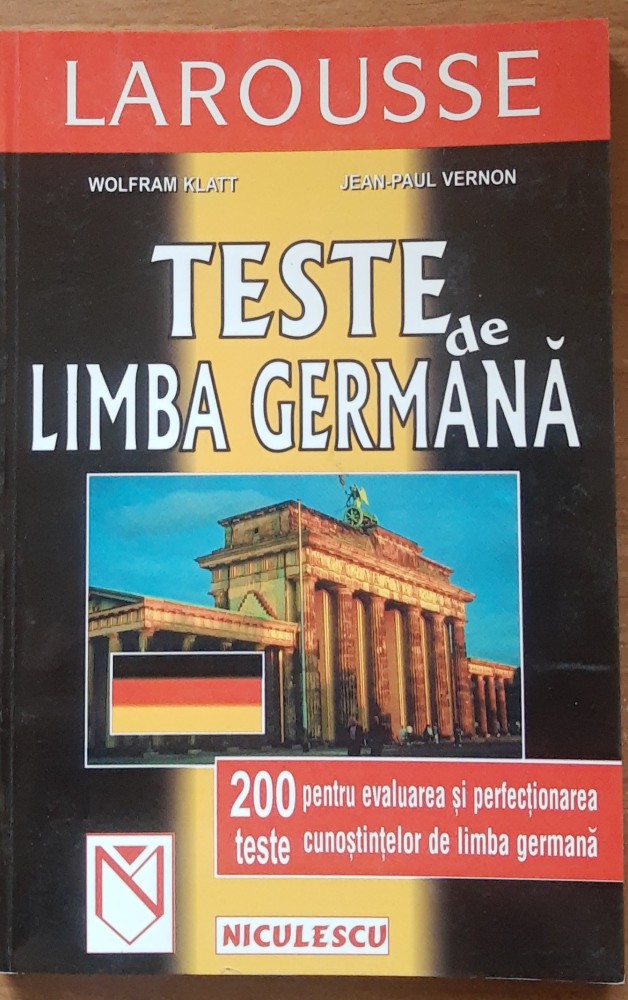 LAROUSSE
WOLFRAM KLATT JEAN-PAUL VERNON
TESTE
de
LIMBA GERMANĂ
200 pentru evaluarea și perfecționarea
teste cunoștințelor de limba germană
NICULESCU